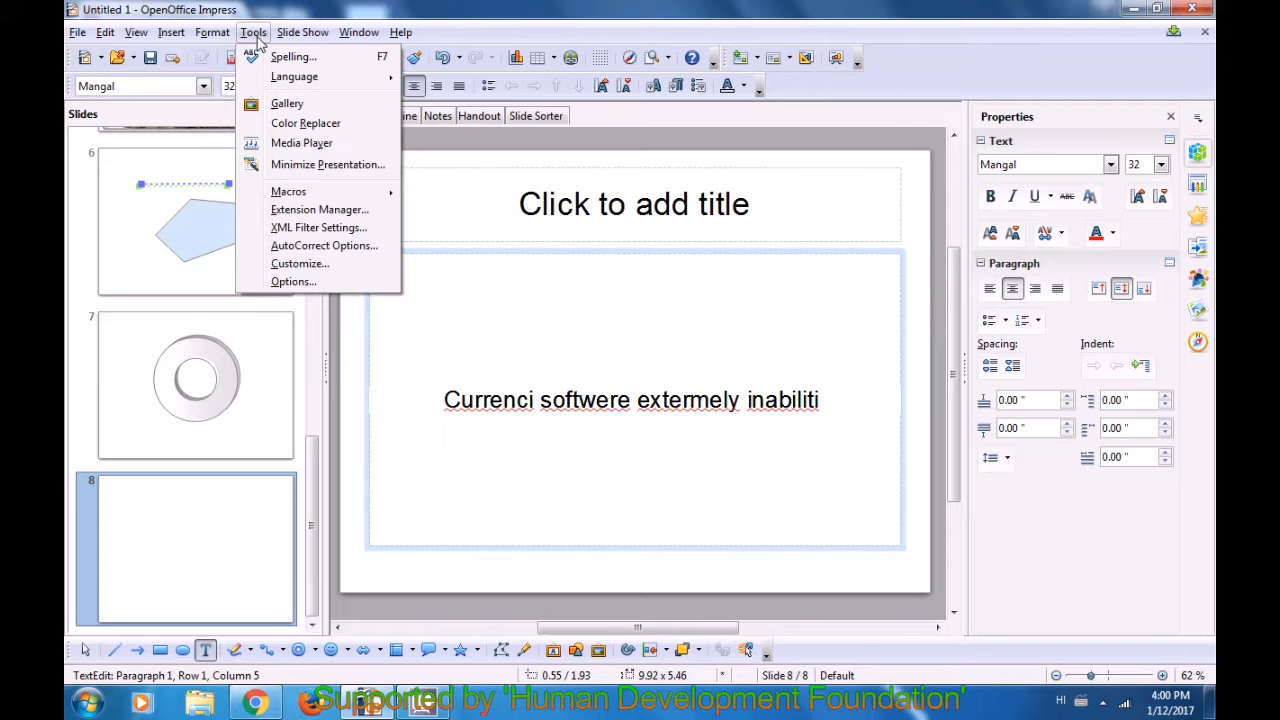 Untitled 1 - OpenOffice Impress
File Edit View Insert Format Tools Slide Show Window Help
Mangal 32
Spelling... F7
Language
Gallery
Color Replacer
Media Player
Minimize Presentation...
Macros
Extension Manager...
XML Filter Settings...
AutoCorrect Options...
Customize...
Options...
Slides
Notes Handout Slide Sorter
6
7
8
Click to add title
Currenci softwere extermely inabiliti
Properties
Text
Mangal 32
Paragraph
Spacing: Indent:
0.00 " 0.00 "
0.00 " 0.00 "
0.00 "
TextEdit: Paragraph 1, Row 1, Column 5 0.55 / 1.93 9.92 x 5.46 * Slide 8 / 8 Default 62 %
Supported by 'Human Development Foundation'
HI 4:00 PM
1/12/2017